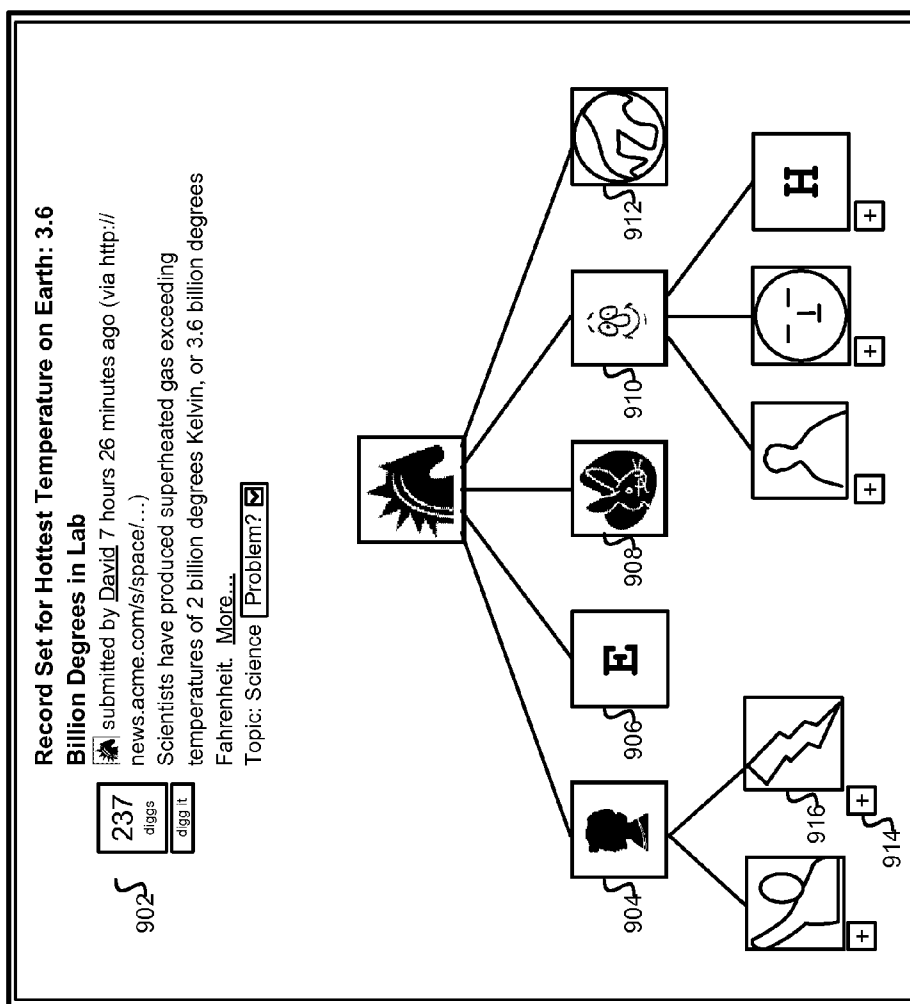 Record Set for Hottest Temperature on Earth: 3.6
Billion Degrees in Lab
submitted by David 7 hours 26 minutes ago (via http://
news.acme.com/s/space/...)
Scientists have produced superheated gas exceeding
temperatures of 2 billion degrees Kelvin, or 3.6 billion degrees
Fahrenheit. More...
Topic: Science Problem?
237
diggs
digg it
902
904
906
908
910
912
E
H
916
914
+
+
+
+
+